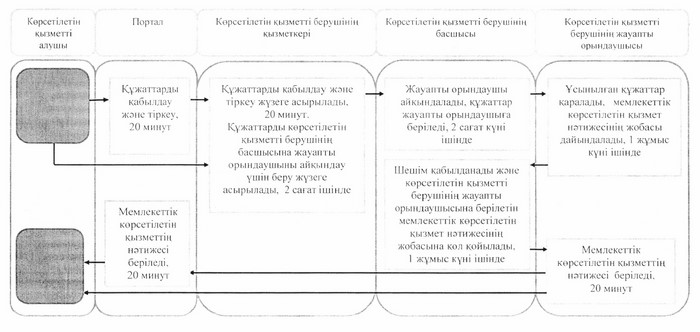 Көрсетілетін
қызметті
алушы
Портал
Көрсетілетін қызметті берушінің
қызметкері
Көрсетілетін қызметті берушінің
басшысы
Көрсетілетін қызметті
берушінің жауапты
орындаушысы
Құжаттарды
қабылдау
және тіркеу,
20 минут
Құжаттарды қабылдау және
тіркеу жүзеге асырылады,
20 минут.
Құжаттарды көрсетілетін
қызметті берушінің
басшысына жауапты
орындаушыны айқындау
үшін беру жүзеге
асырылады, 2 сағат ішінде
Жауапты орындаушы
айқындалады, құжаттар
жауапты орындаушыға
беріледі, 2 сағат күні
ішінде
Ұсынылған құжаттар
қаралады, мемлекеттік
көрсетілетін қызмет
нәтижесінің жобасы
дайындалады, 1 жұмыс
күні ішінде
Шешім қабылданады және
көрсетілетін қызметті
берушінің жауапты
орындаушысына берілетін
мемлекеттік көрсетілетін
қызмет нәтижесінің
жобасына қол қойылады,
1 жұмыс күні ішінде
Мемлекеттік
көрсетілетін
қызметтің
нәтижесі
беріледі,
20 минут
Мемлекеттік
көрсетілетін қызметтің
нәтижесі беріледі,
20 минут